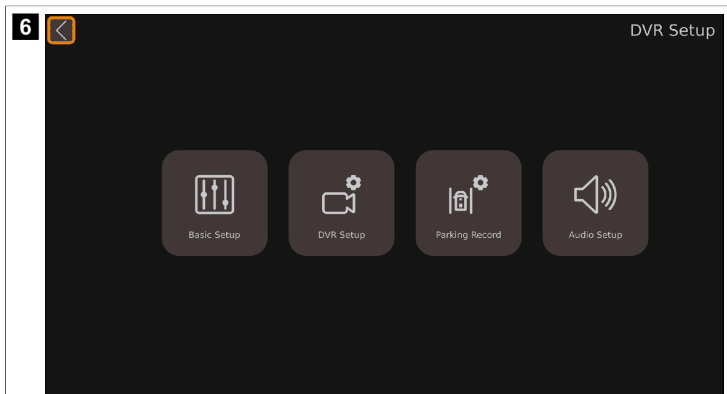 6
DVR Setup
Basic Setup
DVR Setup
Parking Record
Audio Setup